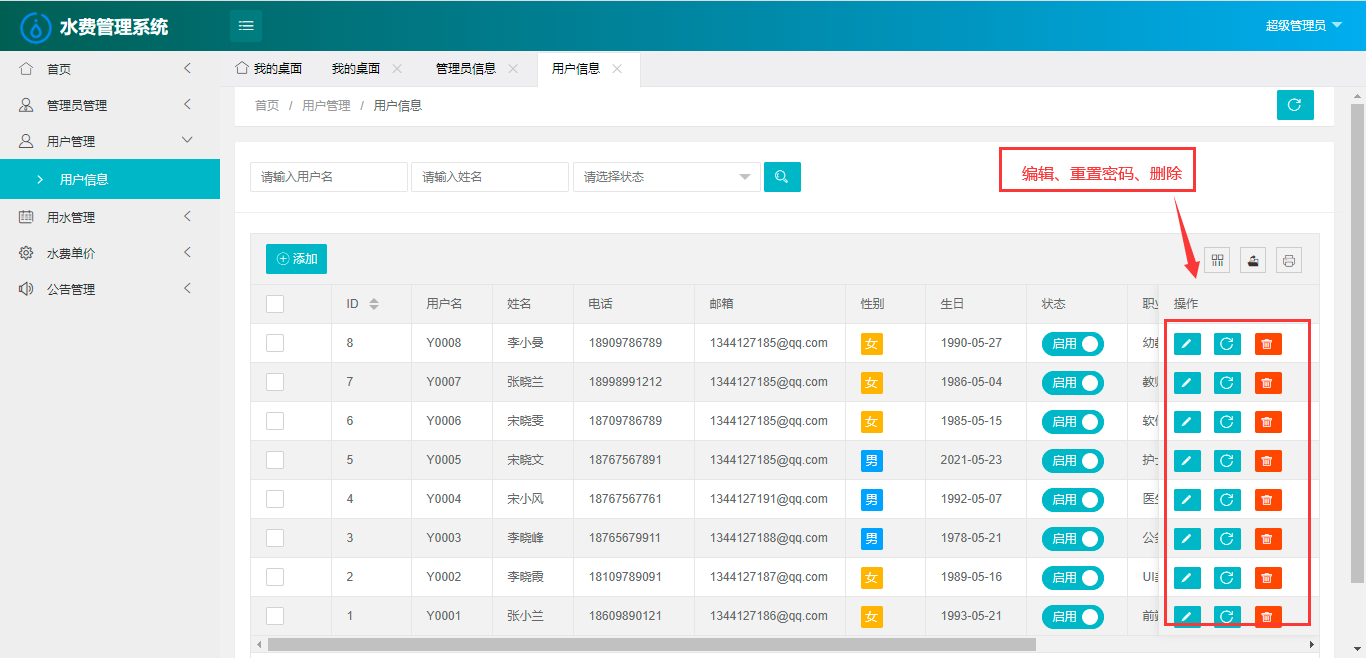 水费管理系统
超级管理员
首页
管理员管理
用户管理
用户信息
用水管理
水费单价
公告管理
我的桌面 我的桌面 管理员信息 用户信息
首页 / 用户管理 / 用户信息
请输入用户名 请输入姓名 请选择状态
编辑、重置密码、删除
添加
ID 用户名 姓名 电话 邮箱 性别 生日 状态 职 操作
8 Y0008 李小曼 18909786789 1344127185@qq.com 女 1990-05-27 启用 幼
7 Y0007 张晓兰 18998991212 1344127185@qq.com 女 1986-05-04 启用 教
6 Y0006 宋晓雯 18709786789 1344127185@qq.com 女 1985-05-15 启用 软
5 Y0005 宋晓文 18767567891 1344127185@qq.com 男 2021-05-23 启用 护
4 Y0004 宋小风 18767567761 1344127191@qq.com 男 1992-05-07 启用 医
3 Y0003 李晓峰 18765679911 1344127188@qq.com 男 1978-05-21 启用 公
2 Y0002 李晓霞 18109789091 1344127187@qq.com 女 1989-05-16 启用 UI
1 Y0001 张小兰 18609890121 1344127186@qq.com 女 1993-05-21 启用 前